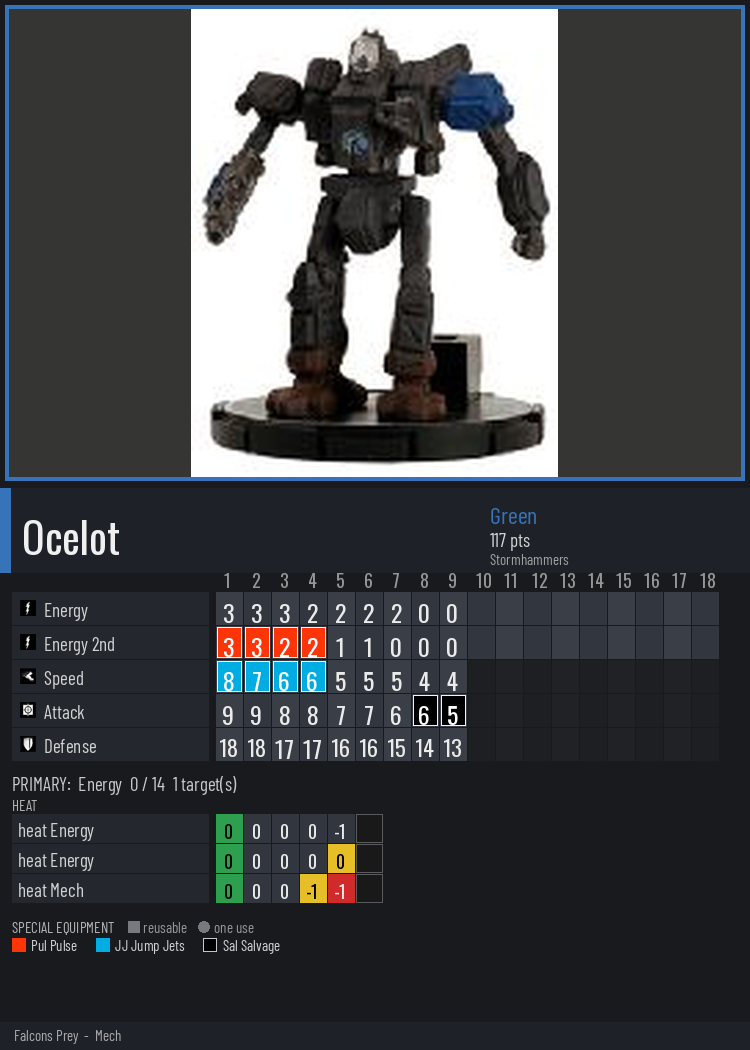 Ocelot
Green
117 pts
Stormhammers
1 2 3 4 5 6 7 8 9 10 11 12 13 14 15 16 17 18
Energy 3 3 3 2 2 2 2 0 0
Energy 2nd 3 3 2 2 1 1 0 0 0
Speed 8 7 6 6 5 5 5 4 4
Attack 9 9 8 8 7 7 6 6 5
Defense 18 18 17 17 16 16 15 14 13
PRIMARY: Energy 0 / 14 1 target(s)
HEAT
heat Energy 0 0 0 0 -1
heat Energy 0 0 0 0 0
heat Mech 0 0 0 -1 -1
SPECIAL EQUIPMENT reusable one use
Pul Pulse JJ Jump Jets Sal Salvage
Falcons Prey - Mech